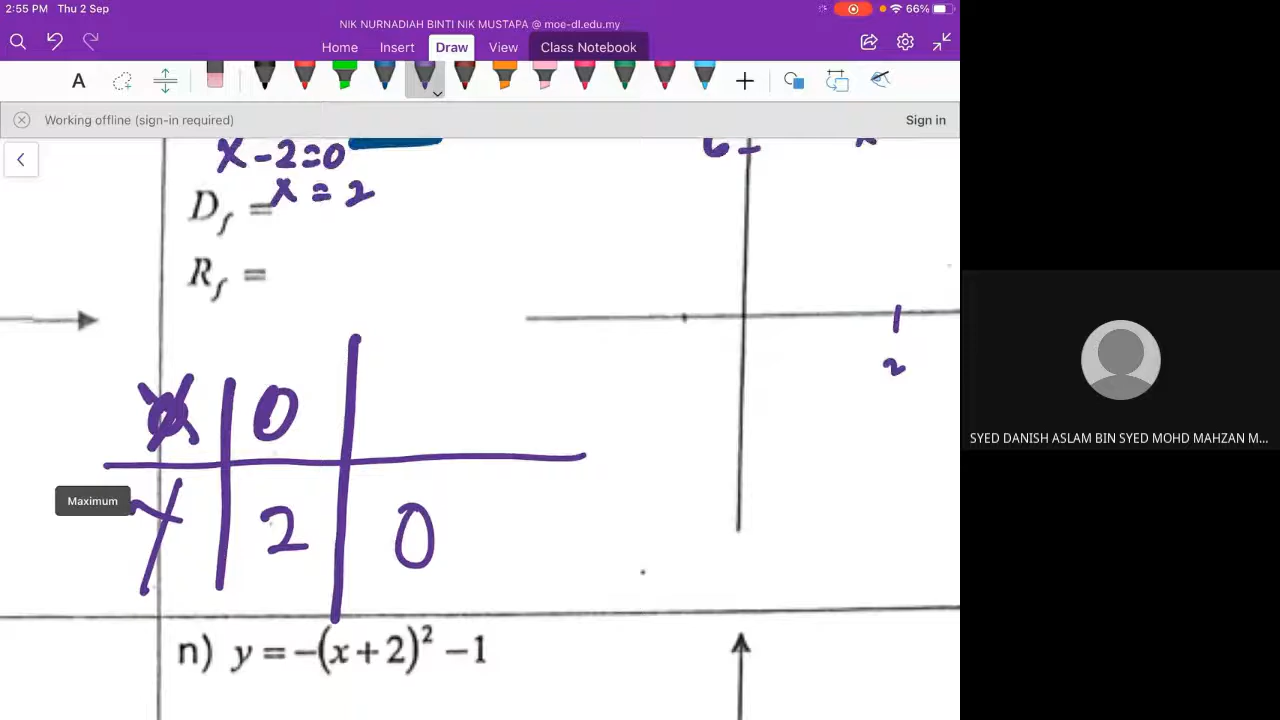 2:55 PM Thu 2 Sep
66%
NIK NURNADIAH BINTI NIK MUSTAPA @ moe-dl.edu.my
Home Insert Draw View Class Notebook
A
Working offline (sign-in required) Sign in
x - 2 = 0
x = 2
D_f =
R_f =
2
x 0
Maximum
y 2 0
n) y = -(x + 2)² - 1
SYED DANISH ASLAM BIN SYED MOHD MAHZAN M...